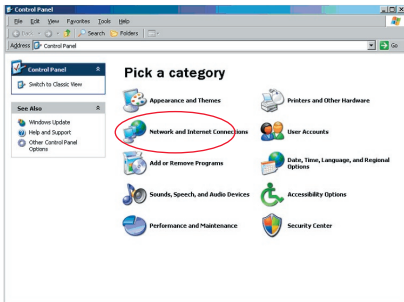 Control Panel
File Edit View Favorites Tools Help
Back Search Folders
Address Control Panel Go
Control Panel
Switch to Classic View
See Also
Windows Update
Help and Support
Other Control Panel
Options
Pick a category
Appearance and Themes
Printers and Other Hardware
Network and Internet Connections
User Accounts
Add or Remove Programs
Date, Time, Language, and Regional
Options
Sounds, Speech, and Audio Devices
Accessibility Options
Performance and Maintenance
Security Center